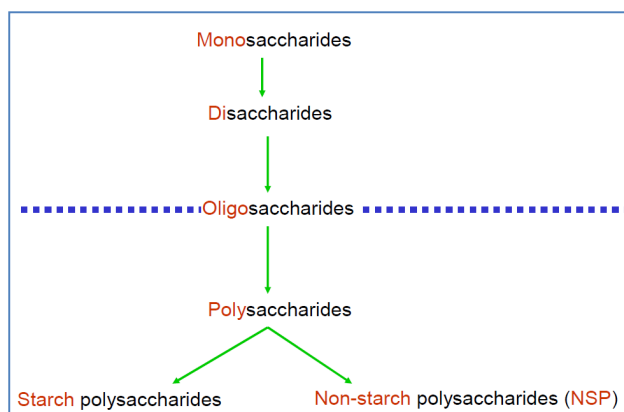 Monosaccharides
Disaccharides
Oligosaccharides
Polysaccharides
Starch polysaccharides
Non-starch polysaccharides (NSP)